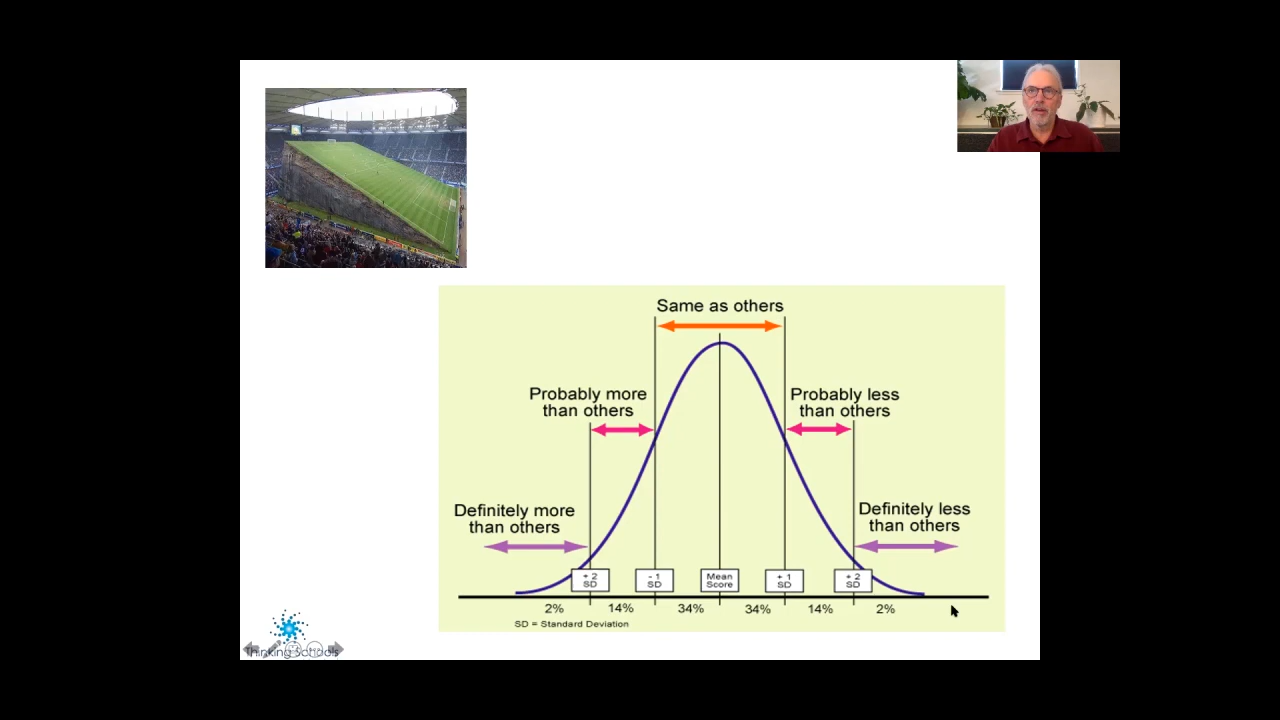 Same as others
Probably more
than others
Probably less
than others
Definitely more
than others
Definitely less
than others
+ 2
SD
- 1
SD
Mean
Score
+ 1
SD
+ 2
SD
2%
14%
34%
34%
14%
2%
SD = Standard Deviation
Thinking Schools